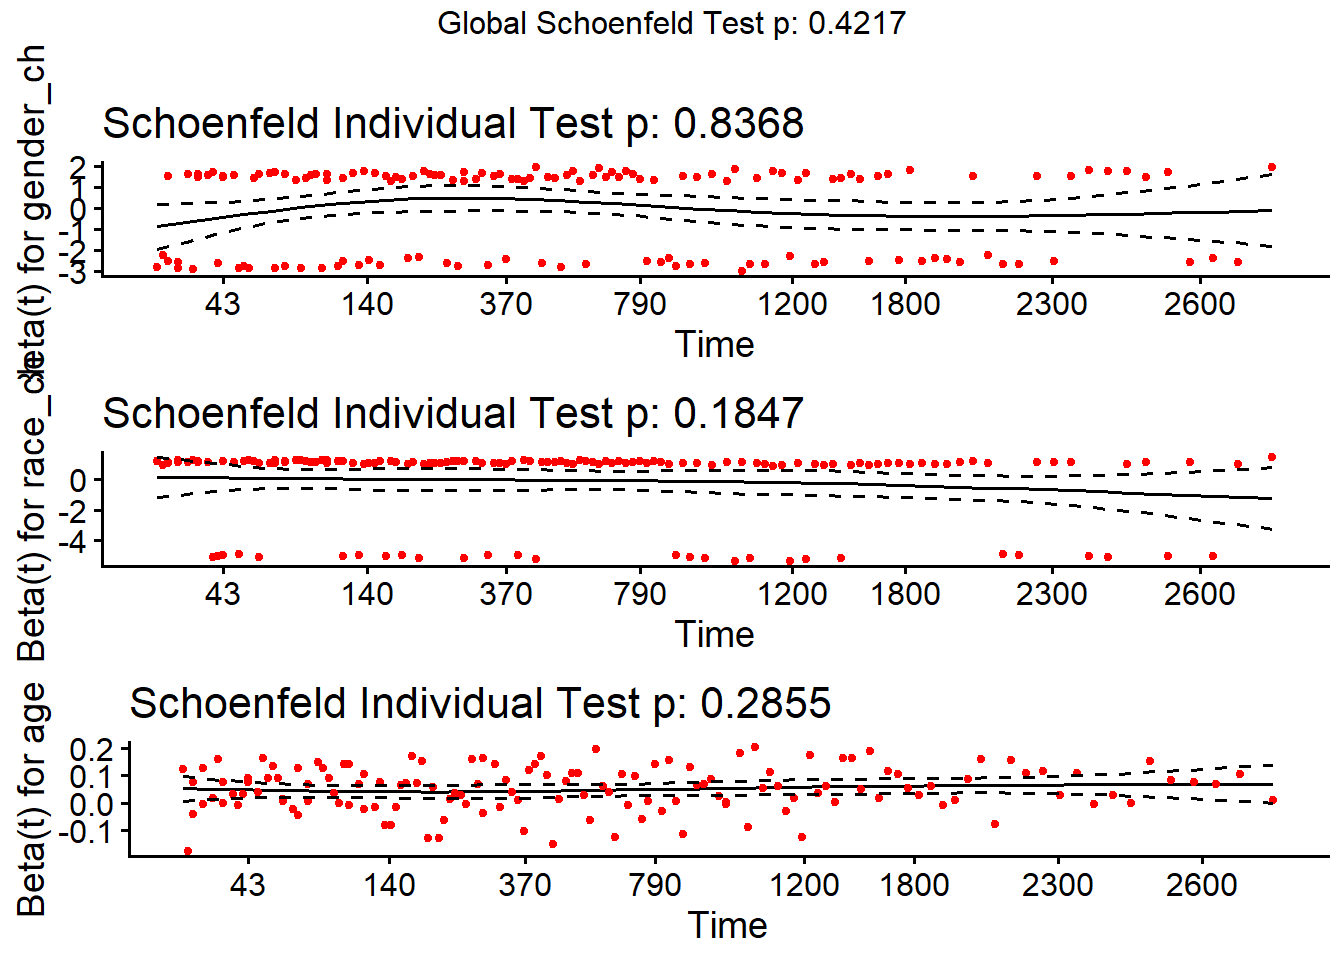 Global Schoenfeld Test p: 0.4217
Schoenfeld Individual Test p: 0.8368
Beta(t) for gender_ch
2
1
0
-1
-2
-3
43 140 370 790 1200 1800 2300 2600
Time
Schoenfeld Individual Test p: 0.1847
Beta(t) for race_ch
0
-2
-4
43 140 370 790 1200 1800 2300 2600
Time
Schoenfeld Individual Test p: 0.2855
Beta(t) for age
0.2
0.1
0.0
-0.1
43 140 370 790 1200 1800 2300 2600
Time